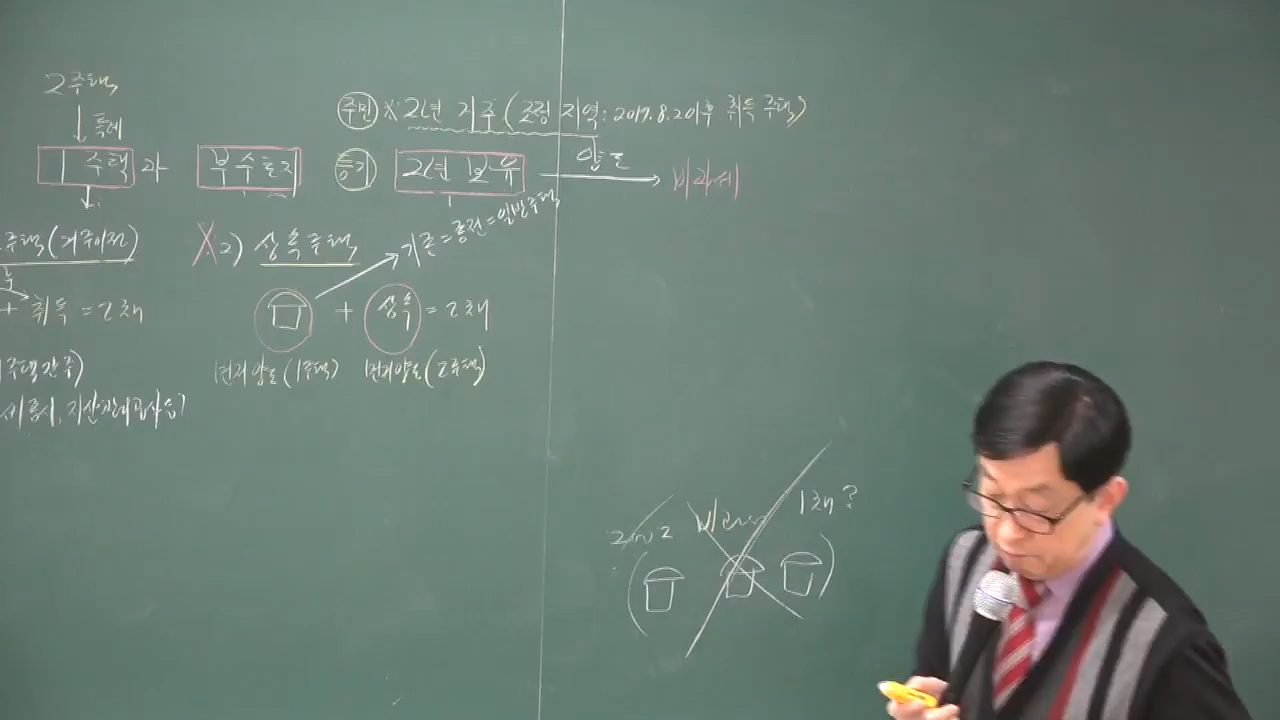 2주택
특례
주민 ※ 2년 거주 (조정지역: 2017.8.2이후 취득 주택)
1주택과 부수토지 등기 2년 보유 양도 비과세
주택(거주이전) X 2) 상속주택 기존=종전=일반주택
+ 취득 = 2채 + 상속 = 2채
1주택 간주) 먼저양도(1주택) 먼저양도(2주택)
1채?